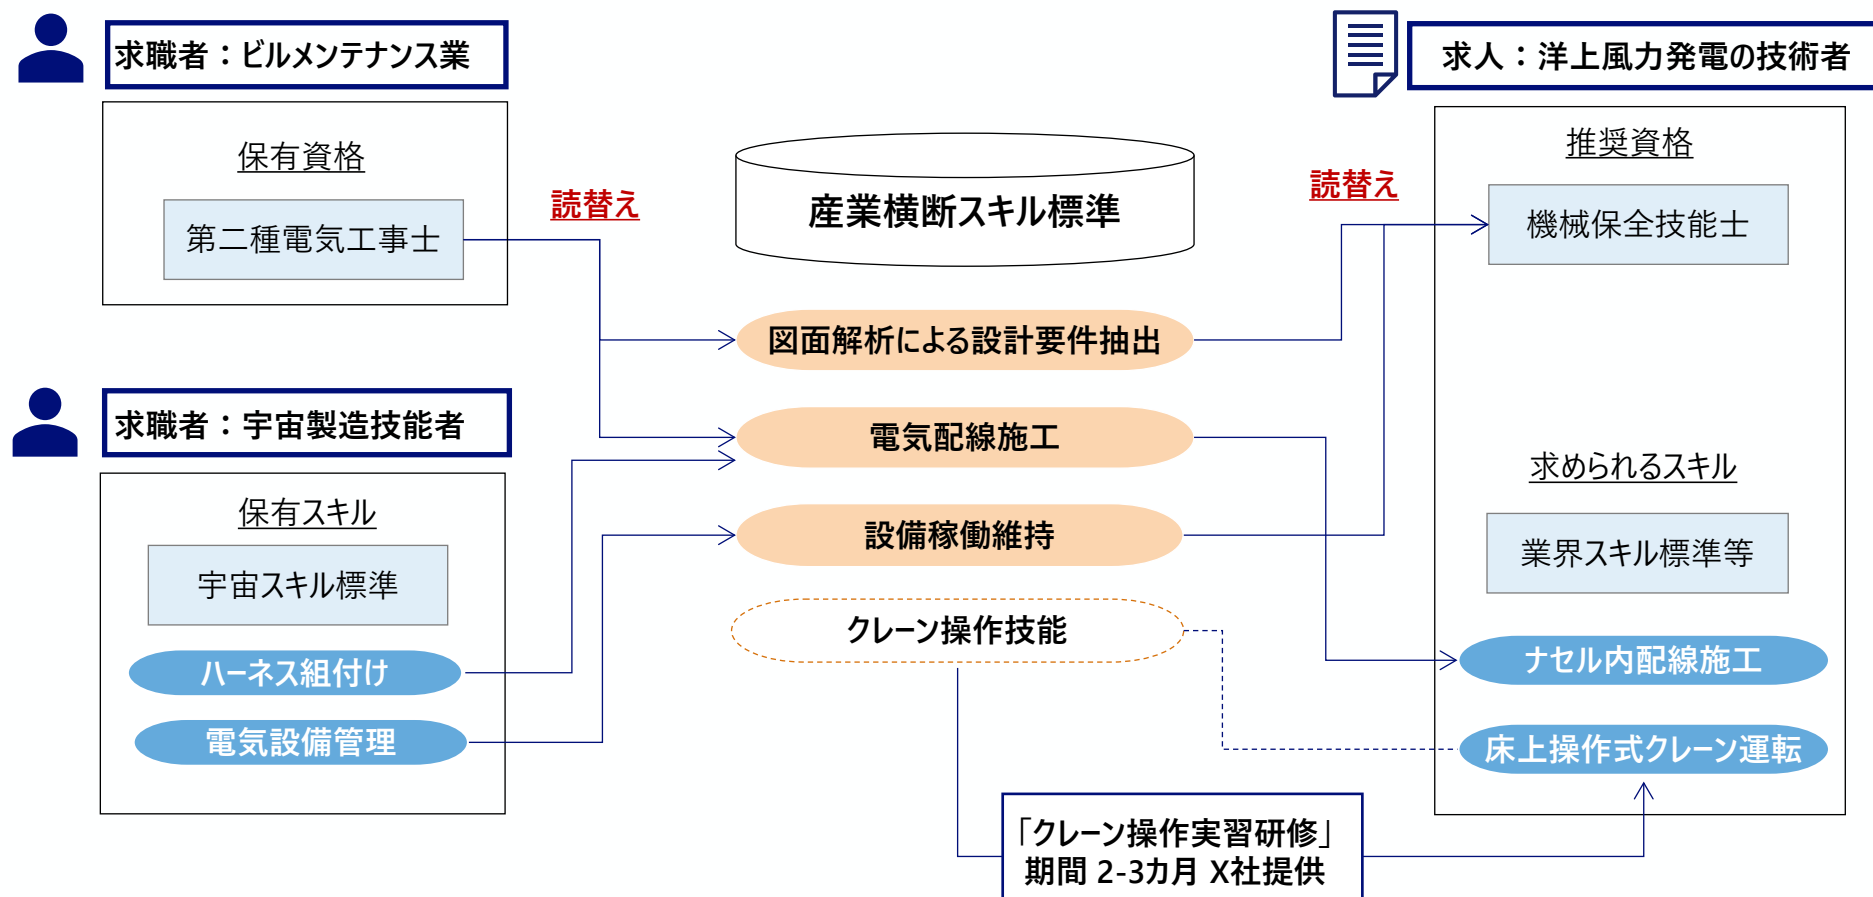 求職者：ビルメンテナンス業
保有資格
第二種電気工事士
読替え
求職者：宇宙製造技能者
保有スキル
宇宙スキル標準
ハーネス組付け
電気設備管理
産業横断スキル標準
図面解析による設計要件抽出
電気配線施工
設備稼働維持
クレーン操作技能
「クレーン操作実習研修」
期間 2-3カ月 X社提供
読替え
求人：洋上風力発電の技術者
推奨資格
機械保全技能士
求められるスキル
業界スキル標準等
ナセル内配線施工
床上操作式クレーン運転